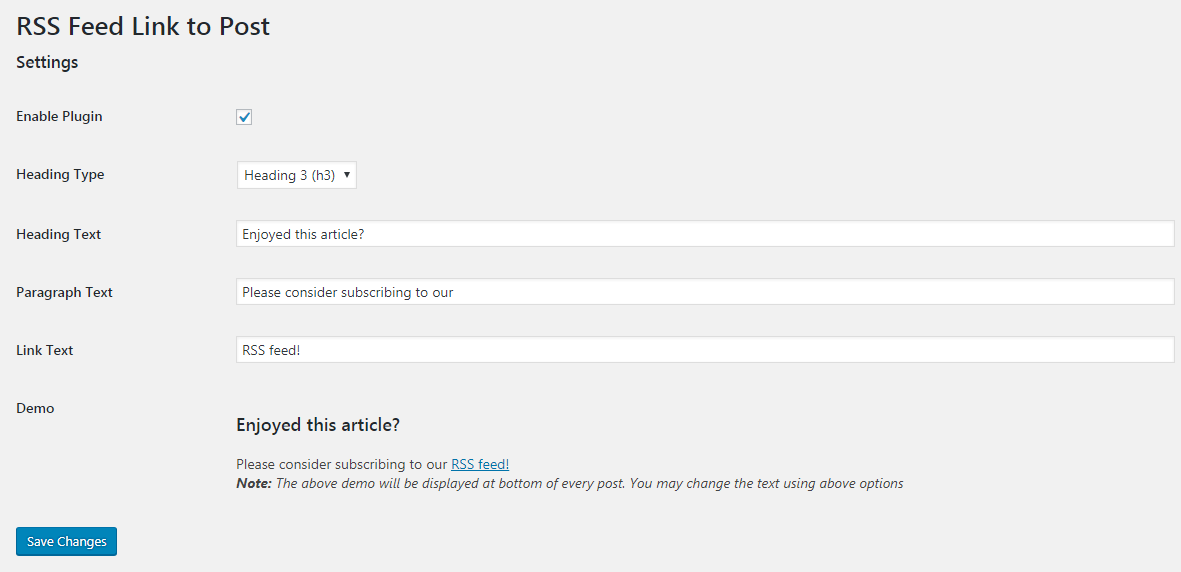 RSS Feed Link to Post
Settings
Enable Plugin
Heading Type Heading 3 (h3)
Heading Text Enjoyed this article?
Paragraph Text Please consider subscribing to our
Link Text RSS feed!
Demo
Enjoyed this article?
Please consider subscribing to our RSS feed!
Note: The above demo will be displayed at bottom of every post. You may change the text using above options
Save Changes